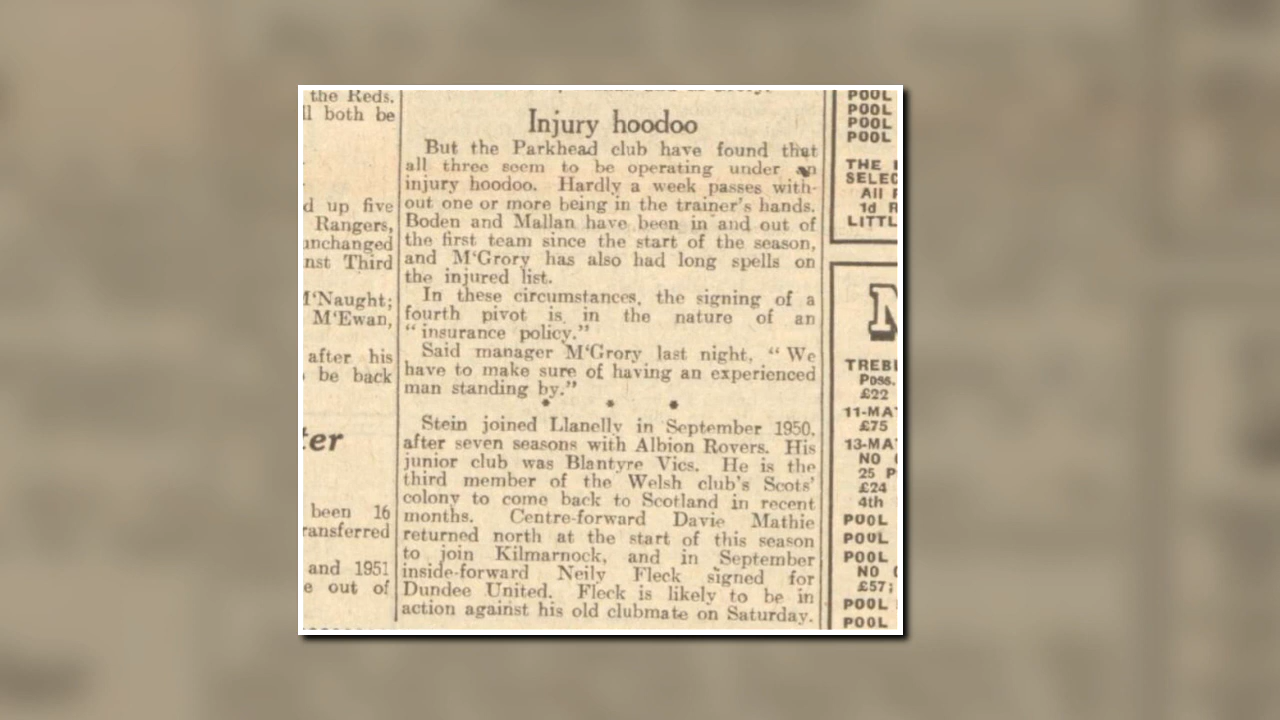 the Reds.
ll both be
d up five
Rangers,
unchanged
nst Third
M'Naught;
M'Ewan,
after his
be back
ter
been 16
ransferred
and 1951
e out of
Injury hoodoo
But the Parkhead club have found that
all three seem to be operating under an
injury hoodoo. Hardly a week passes with-
out one or more being in the trainer's hands.
Boden and Mallan have been in and out of
the first team since the start of the season,
and M'Grory has also had long spells on
the injured list.
In these circumstances, the signing of a
fourth pivot is in the nature of an
"insurance policy."
Said manager M'Grory last night, "We
have to make sure of having an experienced
man standing by."
* * *
Stein joined Llanelly in September 1950,
after seven seasons with Albion Rovers. His
junior club was Blantyre Vics. He is the
third member of the Welsh club's Scots'
colony to come back to Scotland in recent
months. Centre-forward Davie Mathie
returned north at the start of this season
to join Kilmarnock, and in September
inside-forward Neily Fleck signed for
Dundee United. Fleck is likely to be in
action against his old clubmate on Saturday.
POOL
POOL
POOL
POOL
THE
SELEC
All
1d R
LITTL
N
TREBL
Poss.
£22
11-MA
£75
13-MA
NO
25 P
£24
4th
POOL
POOL
POOL
NO
£57;
POOL
POOL